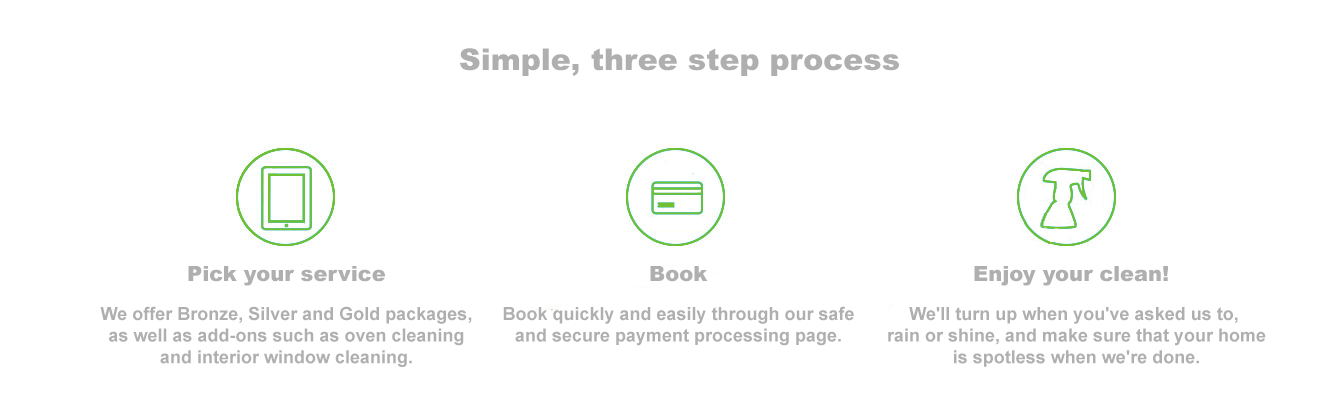 Simple, three step process
Pick your service
We offer Bronze, Silver and Gold packages,
as well as add-ons such as oven cleaning
and interior window cleaning.
Book
Book quickly and easily through our safe
and secure payment processing page.
Enjoy your clean!
We'll turn up when you've asked us to,
rain or shine, and make sure that your home
is spotless when we're done.